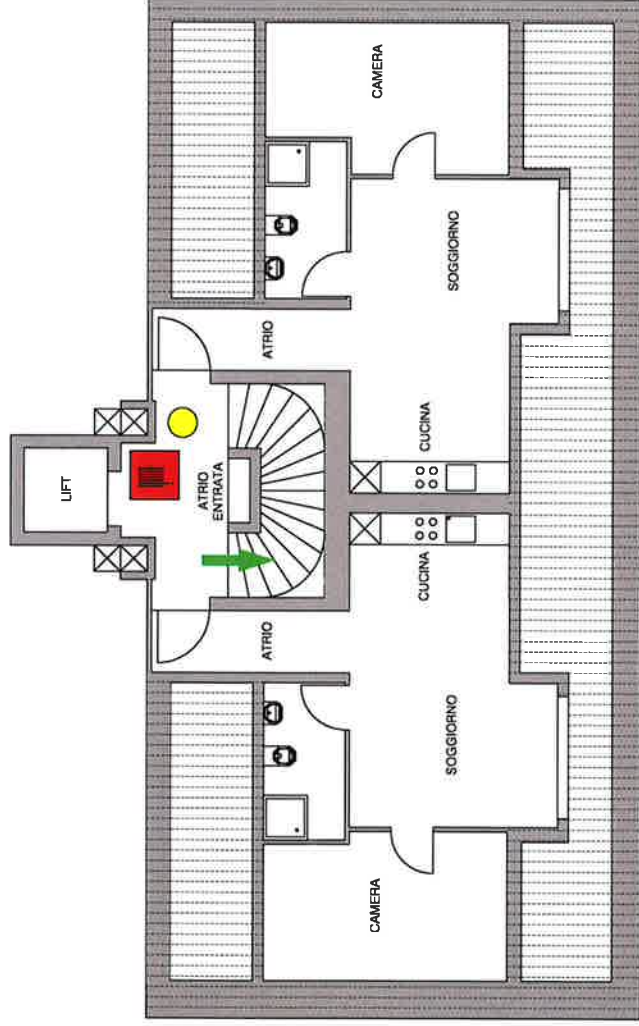 LIFT
ATRIO
ENTRATA
ATRIO
ATRIO
CAMERA
SOGGIORNO
CUCINA
CUCINA
SOGGIORNO
CAMERA